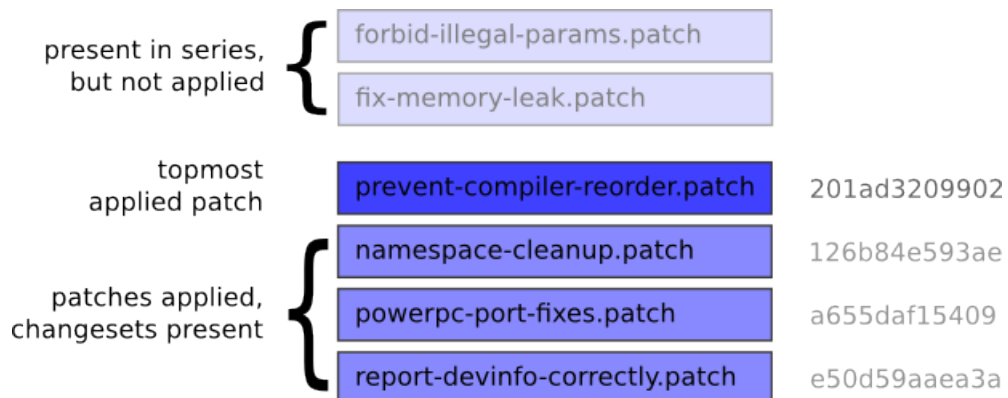 present in series,
but not applied
forbid-illegal-params.patch
fix-memory-leak.patch
topmost
applied patch
prevent-compiler-reorder.patch 201ad3209902
namespace-cleanup.patch 126b84e593ae
patches applied,
changesets present
powerpc-port-fixes.patch a655daf15409
report-devinfo-correctly.patch e50d59aaea3a